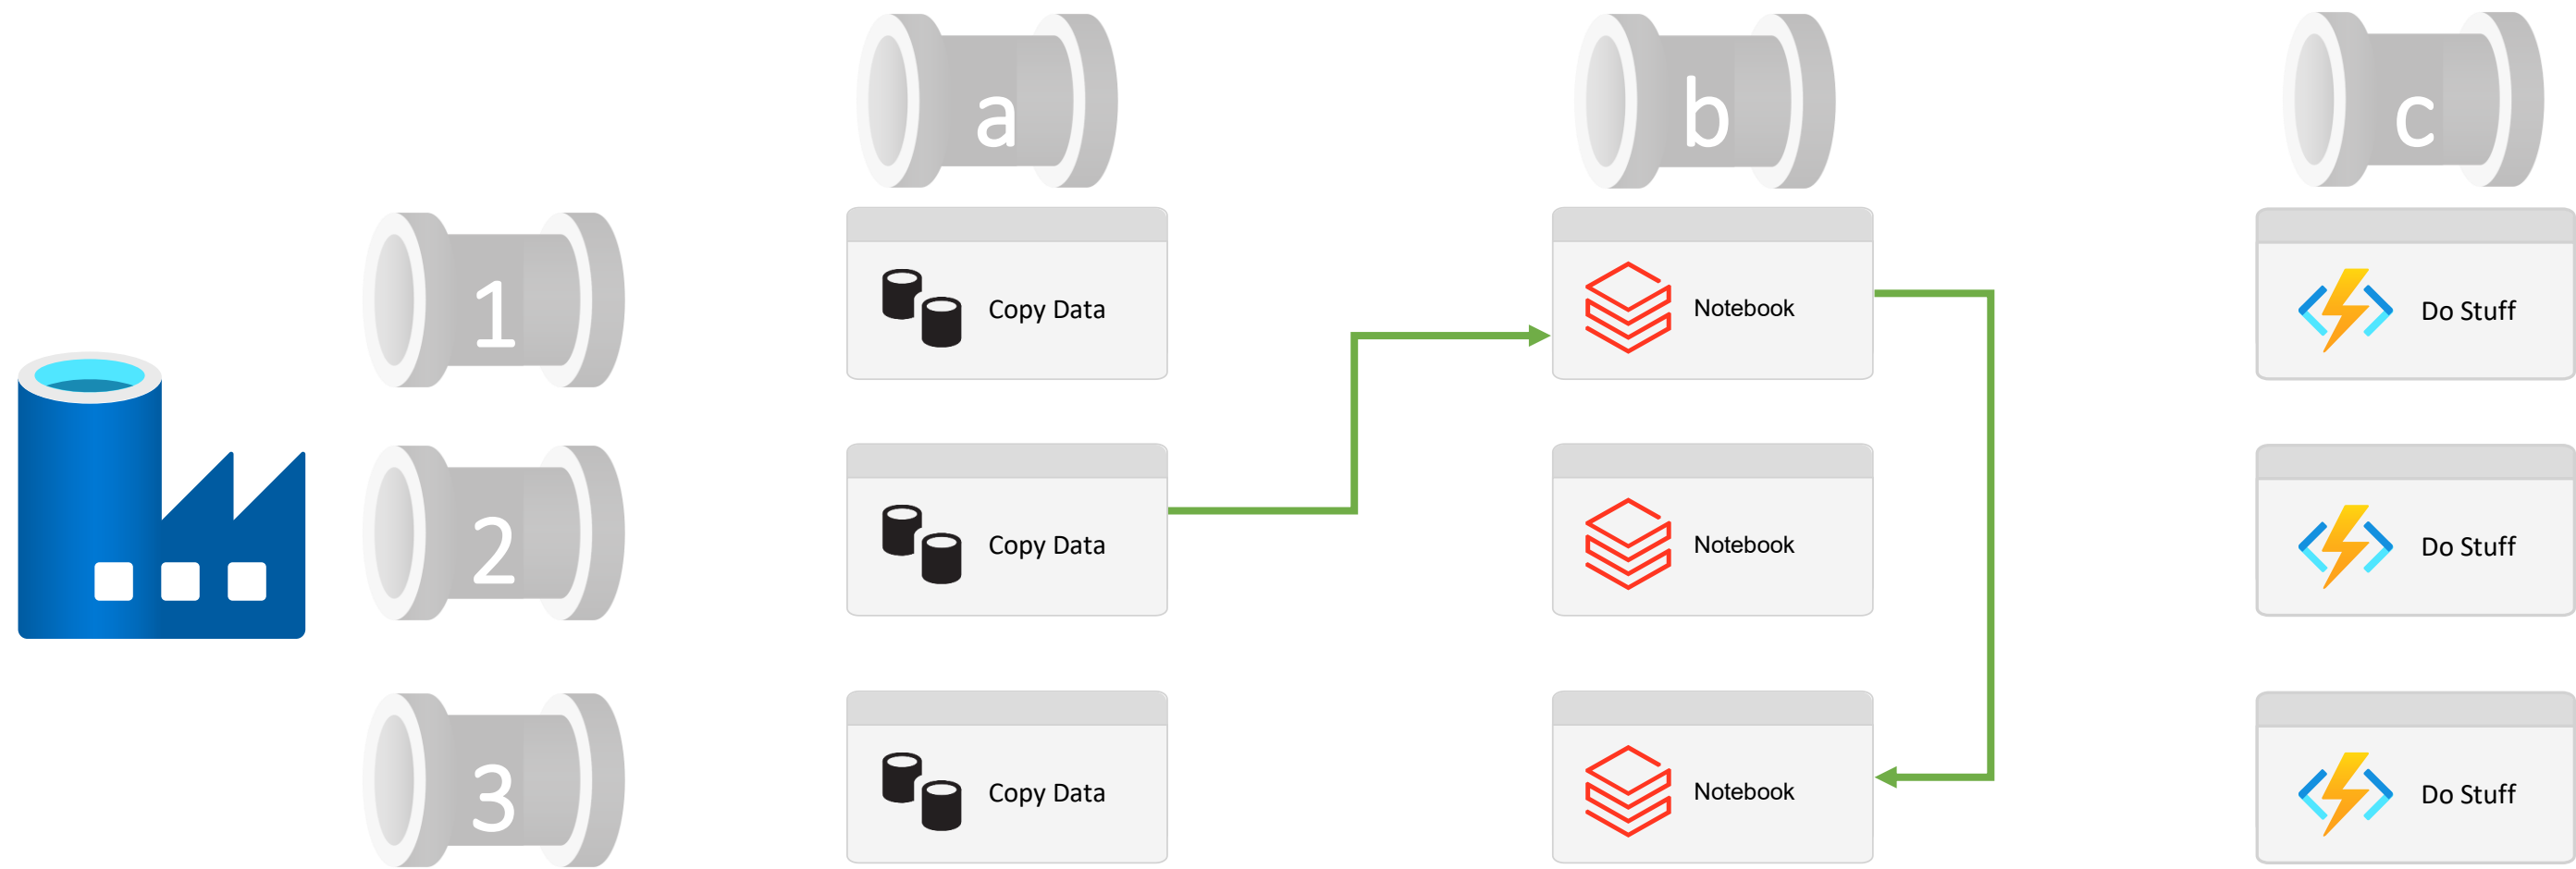 a
b
c
1
Copy Data
Notebook
Do Stuff
2
Copy Data
Notebook
Do Stuff
3
Copy Data
Notebook
Do Stuff